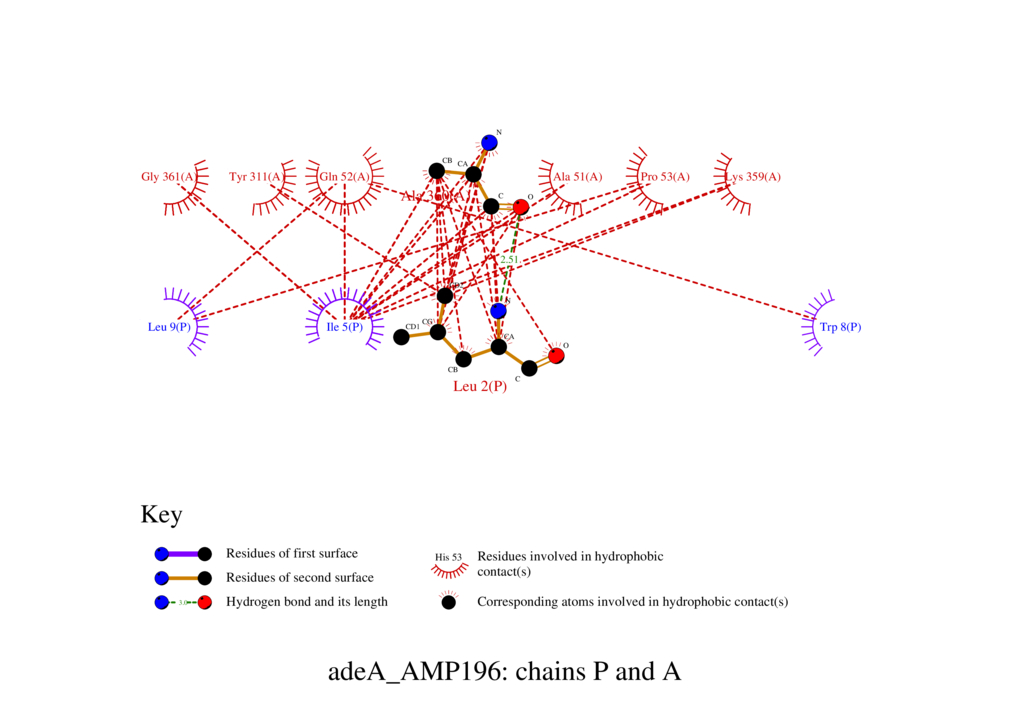 N
CB
CA
Gly 361(A)
Tyr 311(A)
Gln 52(A)
Ala 51(A)
Pro 53(A)
Lys 359(A)
C
O
2.51
N
Leu 9(P)
Ile 5(P)
CD1
CG
CA
O
Trp 8(P)
CB
C
Leu 2(P)
Key
Residues of first surface
Residues of second surface
3.0
Hydrogen bond and its length
His 53
Residues involved in hydrophobic
contact(s)
Corresponding atoms involved in hydrophobic contact(s)
adeA_AMP196: chains P and A